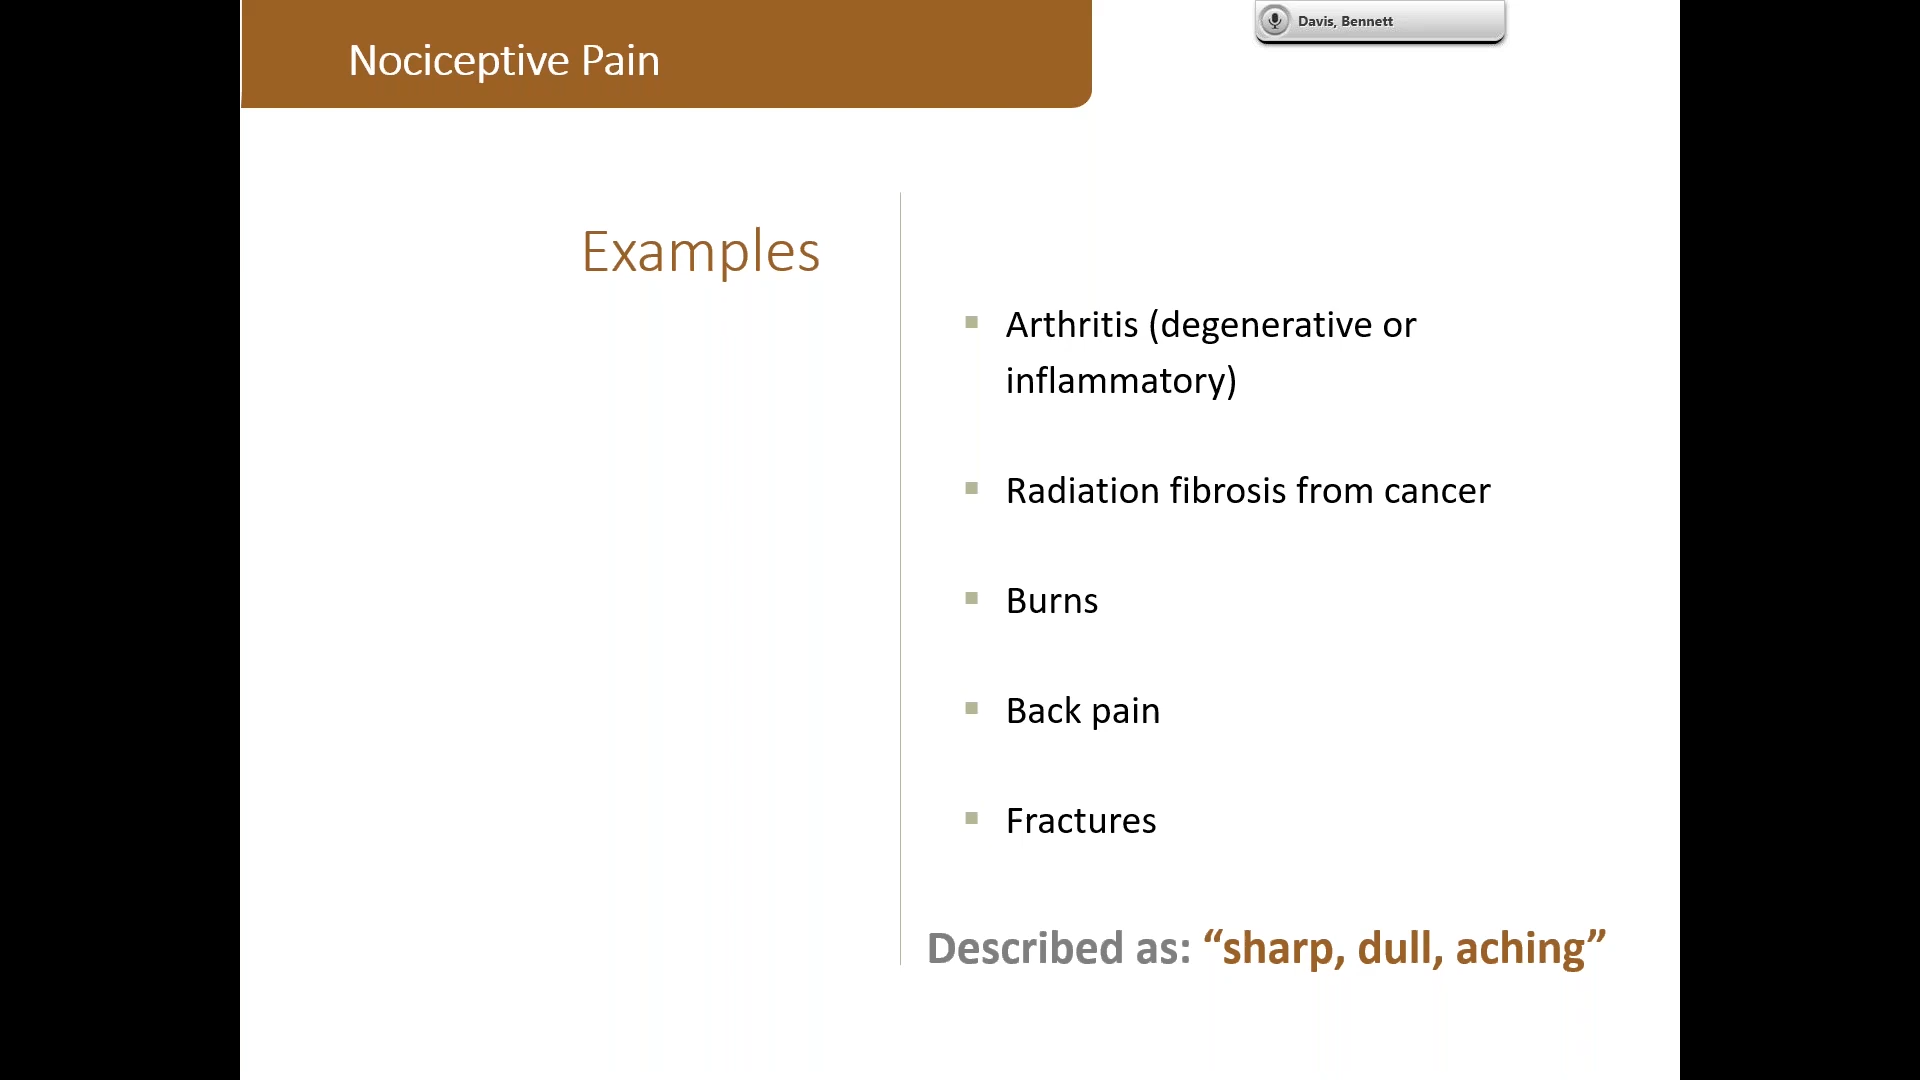 Nociceptive Pain
Davis, Bennett
Examples
Arthritis (degenerative or
inflammatory)
Radiation fibrosis from cancer
Burns
Back pain
Fractures
Described as: “sharp, dull, aching”